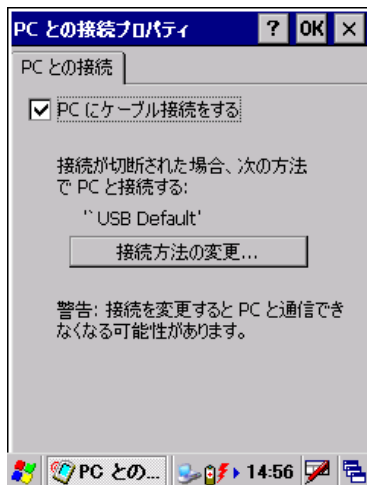 PC との接続プロパティ ? OK ×
PC との接続
PC にケーブル接続をする
接続が切断された場合、次の方法
で PC と接続する:
'`USB Default'
接続方法の変更...
警告: 接続を変更すると PC と通信でき
なくなる可能性があります。
PC との... 14:56